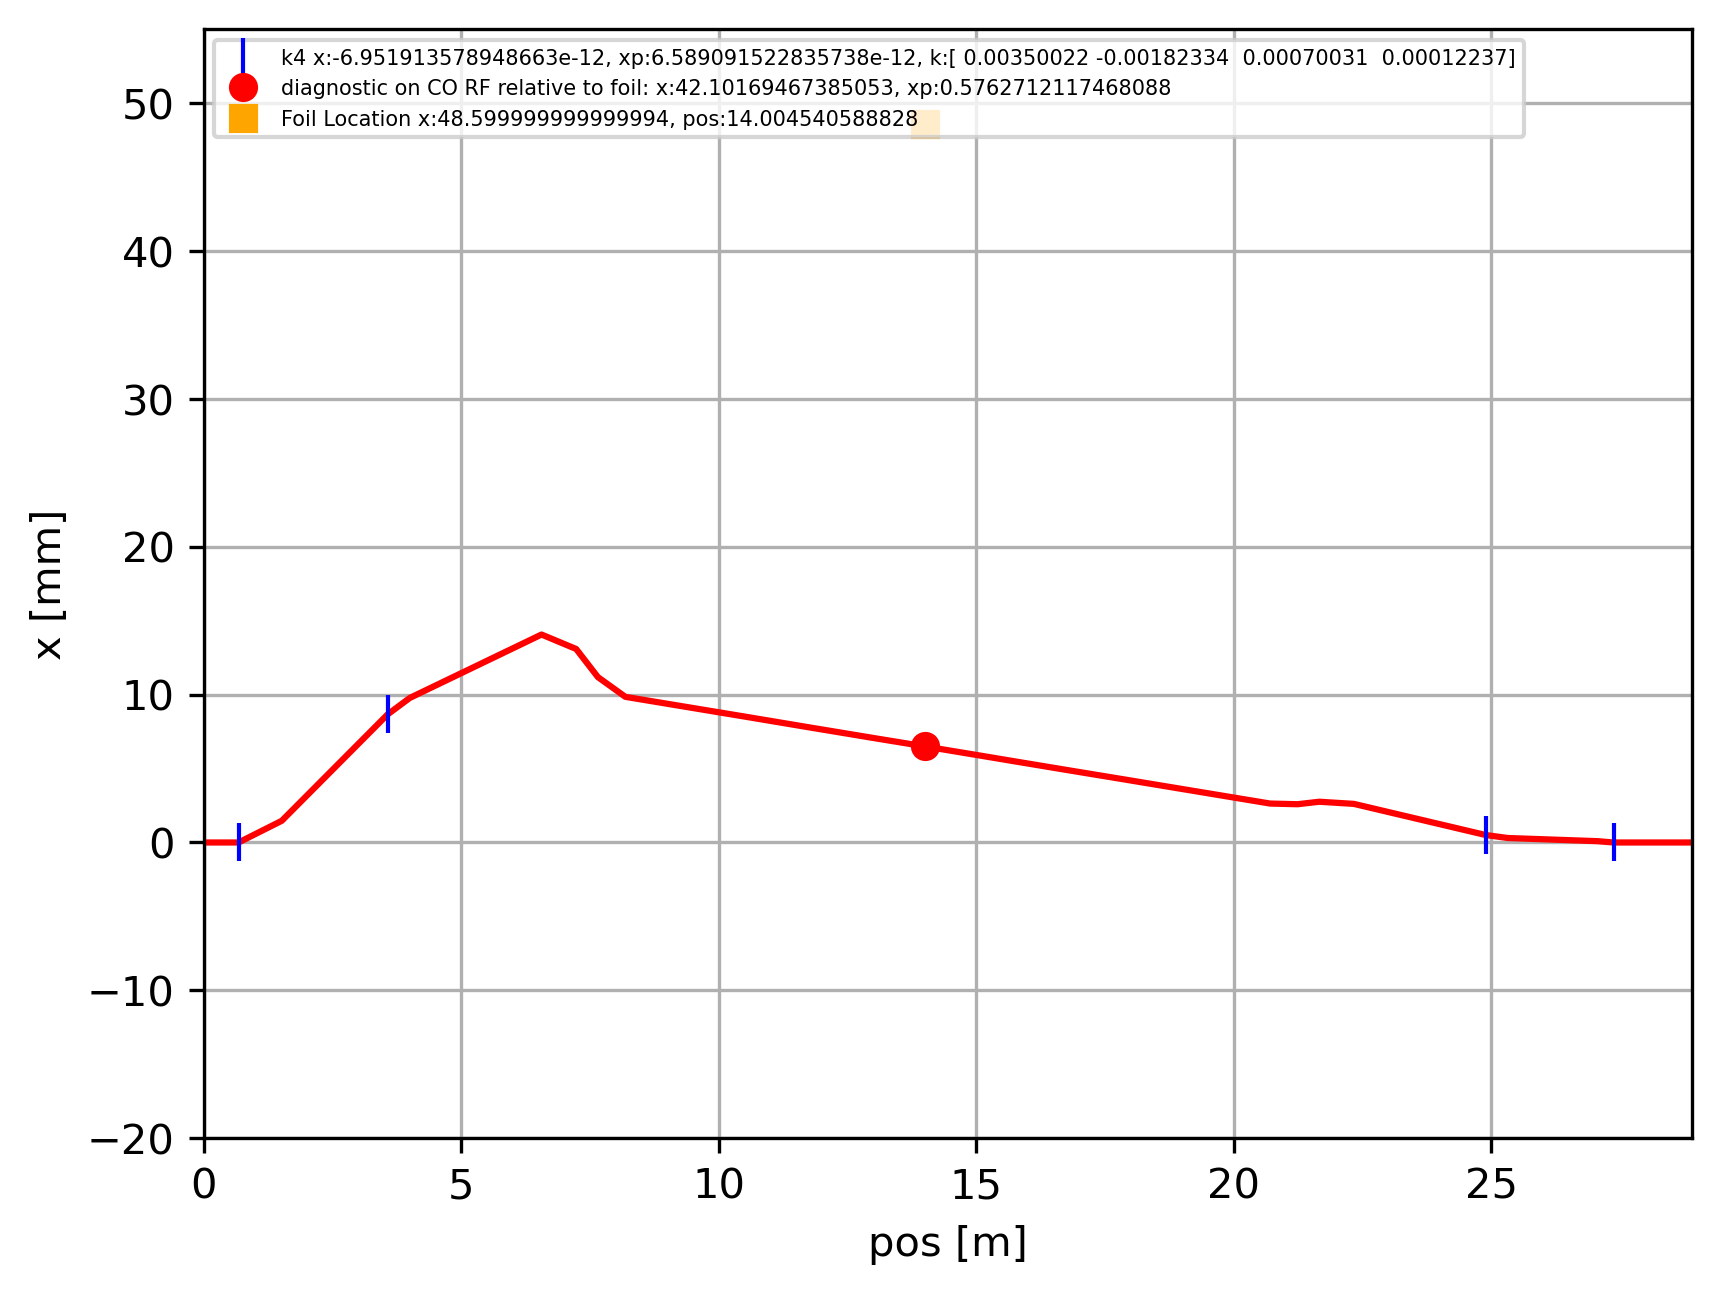 k4 x:-6.951913578948663e-12, xp:6.589091522835738e-12, k:[ 0.00350022 -0.00182334  0.00070031  0.00012237]
diagnostic on CO RF relative to foil: x:42.10169467385053, xp:0.5762712117468088
Foil Location x:48.599999999999994, pos:14.004540588828
50
40
30
20
10
0
−10
−20
x [mm]
0 5 10 15 20 25
pos [m]